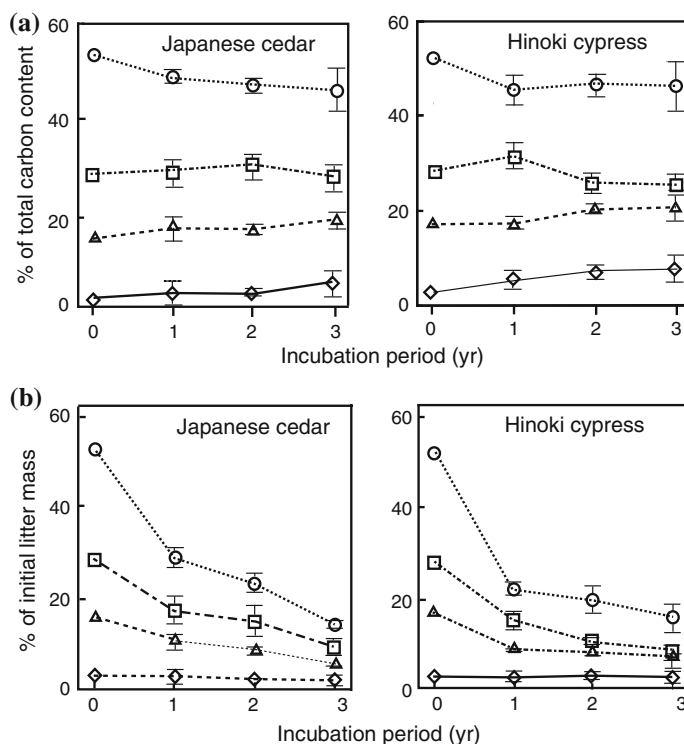 (a)
60
40
20
0
% of total carbon content
Japanese cedar
0 1 2 3
60
40
20
0
Hinoki cypress
0 1 2 3
Incubation period (yr)
(b)
60
40
20
0
% of initial litter mass
Japanese cedar
0 1 2 3
60
40
20
0
Hinoki cypress
0 1 2 3
Incubation period (yr)